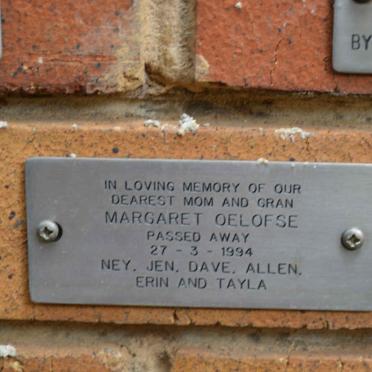 BY
IN LOVING MEMORY OF OUR
DEAREST MOM AND GRAN
MARGARET OELOFSE
PASSED AWAY
27 - 3 - 1994
NEY, JEN, DAVE, ALLEN,
ERIN AND TAYLA